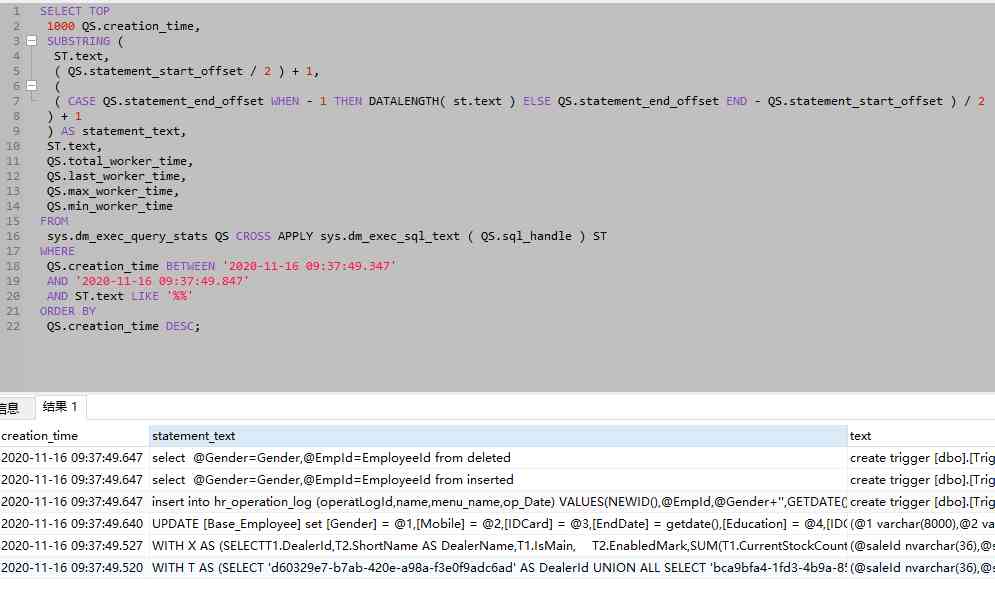 1 SELECT TOP
2 1000 QS.creation_time,
3 SUBSTRING (
4 ST.text,
5 ( QS.statement_start_offset / 2 ) + 1,
6 (
7 ( CASE QS.statement_end_offset WHEN - 1 THEN DATALENGTH( st.text ) ELSE QS.statement_end_offset END - QS.statement_start_offset ) / 2
8 ) + 1
9 ) AS statement_text,
10 ST.text,
11 QS.total_worker_time,
12 QS.last_worker_time,
13 QS.max_worker_time,
14 QS.min_worker_time
15 FROM
16 sys.dm_exec_query_stats QS CROSS APPLY sys.dm_exec_sql_text ( QS.sql_handle ) ST
17 WHERE
18 QS.creation_time BETWEEN '2020-11-16 09:37:49.347'
19 AND '2020-11-16 09:37:49.847'
20 AND ST.text LIKE '%%'
21 ORDER BY
22 QS.creation_time DESC;
信息 结果 1
creation_time statement_text text
2020-11-16 09:37:49.647 select @Gender=Gender,@EmpId=EmployeeId from deleted create trigger [dbo].[Trig
2020-11-16 09:37:49.647 select @Gender=Gender,@EmpId=EmployeeId from inserted create trigger [dbo].[Trig
2020-11-16 09:37:49.647 insert into hr_operation_log (operatLogId,name,menu_name,op_Date) VALUES(NEWID(),@EmpId,@Gender+'',GETDATE() create trigger [dbo].[Trig
2020-11-16 09:37:49.640 UPDATE [Base_Employee] set [Gender] = @1,[Mobile] = @2,[IDCard] = @3,[EndDate] = getdate(),[Education] = @4,[IDC (@1 varchar(8000),@2 va
2020-11-16 09:37:49.527 WITH X AS (SELECTT1.DealerId,T2.ShortName AS DealerName,T1.IsMain, T2.EnabledMark,SUM(T1.CurrentStockCount (@saleId nvarchar(36),@s
2020-11-16 09:37:49.520 WITH T AS (SELECT 'd60329e7-b7ab-420e-a98a-f3e0f9adc6ad' AS DealerId UNION ALL SELECT 'bca9bfa4-1fd3-4b9a-85 (@saleId nvarchar(36),@s